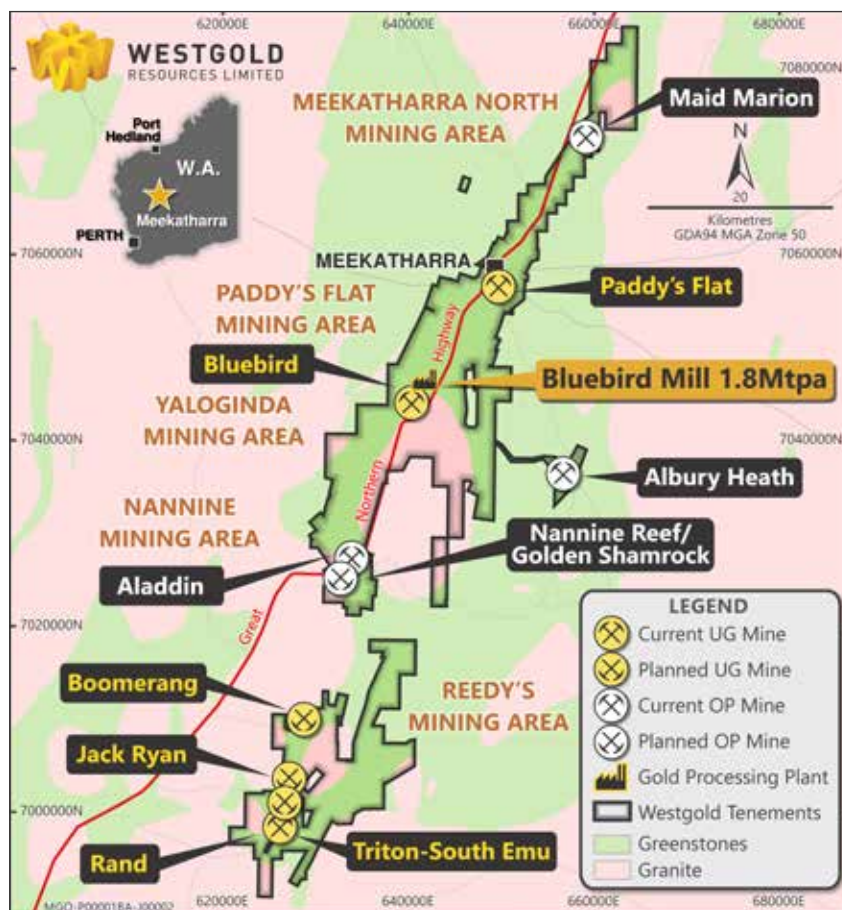 620000E
640000E
660000E
680000E
WESTGOLD
RESOURCES LIMITED
7080000N
7080000N
MEEKATHARRA NORTH
MINING AREA
Maid Marion
Port
Hedland
W.A.
Meekatharra
PERTH
N
20
Kilometres
GDA94 MGA Zone 50
7060000N
7060000N
MEEKATHARRA
PADDY'S FLAT
MINING AREA
Paddy's Flat
Bluebird
Highway
Bluebird Mill 1.8Mtpa
YALOGINDA
MINING AREA
7040000N
7040000N
Albury Heath
NANNINE
MINING AREA
Northern
Nannine Reef/
Golden Shamrock
Aladdin
Great
7020000N
LEGEND
Current UG Mine
Planned UG Mine
Current OP Mine
Planned OP Mine
Gold Processing Plant
Westgold Tenements
Greenstones
Granite
Boomerang
REEDY'S
MINING AREA
Jack Ryan
7000000N
Rand
Triton-South Emu
620000E
640000E
660000E
680000E